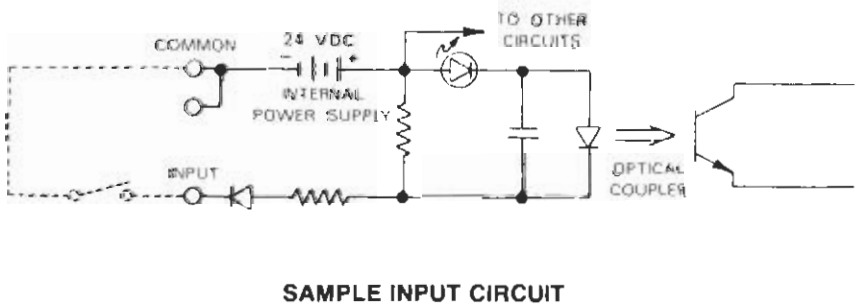 TO OTHER
CIRCUITS
COMMON
24 VDC
- +
INTERNAL
POWER SUPPLY
INPUT
OPTICAL
COUPLER
SAMPLE INPUT CIRCUIT